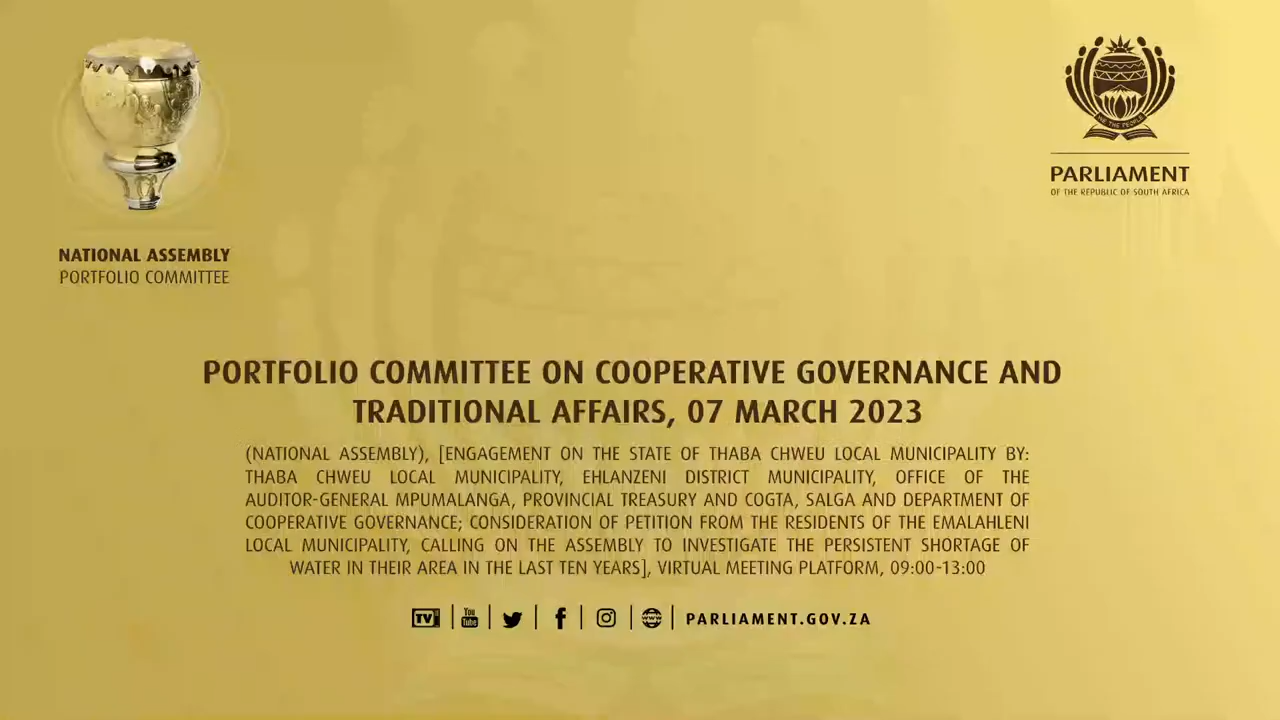 WE THE PEOPLE
PARLIAMENT
OF THE REPUBLIC OF SOUTH AFRICA
NATIONAL ASSEMBLY
PORTFOLIO COMMITTEE
PORTFOLIO COMMITTEE ON COOPERATIVE GOVERNANCE AND
TRADITIONAL AFFAIRS, 07 MARCH 2023
(NATIONAL ASSEMBLY), [ENGAGEMENT ON THE STATE OF THABA CHWEU LOCAL MUNICIPALITY BY:
THABA CHWEU LOCAL MUNICIPALITY, EHLANZENI DISTRICT MUNICIPALITY, OFFICE OF THE
AUDITOR-GENERAL MPUMALANGA, PROVINCIAL TREASURY AND COGTA, SALGA AND DEPARTMENT OF
COOPERATIVE GOVERNANCE; CONSIDERATION OF PETITION FROM THE RESIDENTS OF THE EMALAHLENI
LOCAL MUNICIPALITY, CALLING ON THE ASSEMBLY TO INVESTIGATE THE PERSISTENT SHORTAGE OF
WATER IN THEIR AREA IN THE LAST TEN YEARS], VIRTUAL MEETING PLATFORM, 09:00-13:00
TV YouTube www PARLIAMENT.GOV.ZA